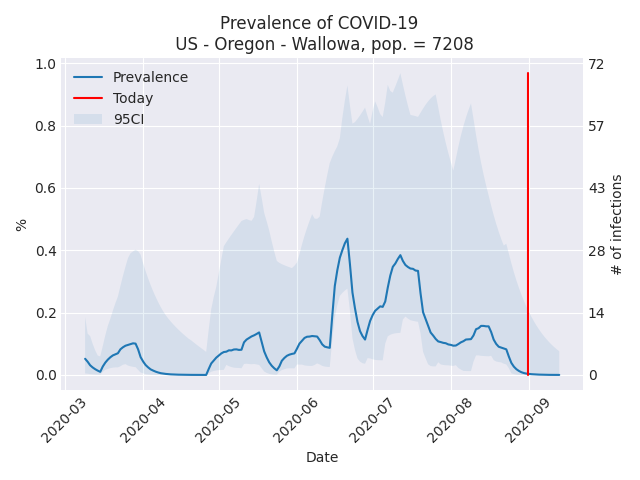 Prevalence of COVID-19
US - Oregon - Wallowa, pop. = 7208
Prevalence
Today
95CI
1.0
0.8
0.6
0.4
0.2
0.0
%
72
57
43
28
14
0
# of infections
2020-03
2020-04
2020-05
2020-06
2020-07
2020-08
2020-09
Date